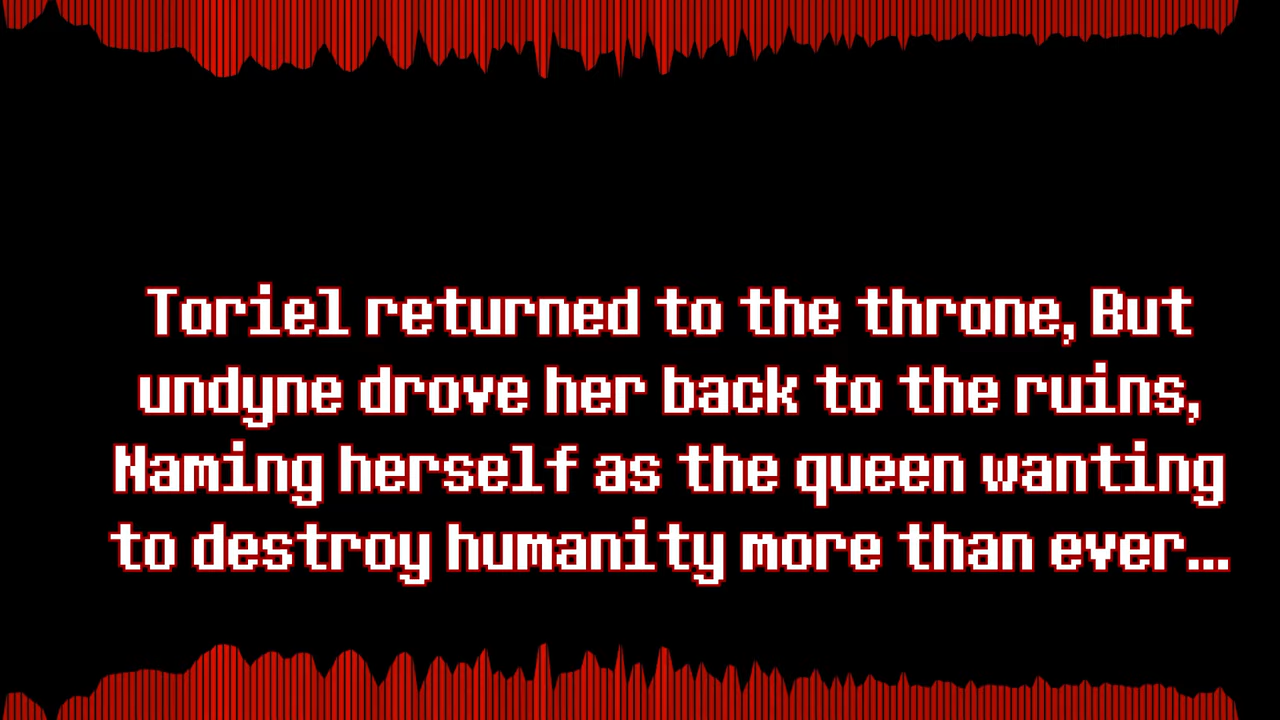 Toriel returned to the throne, But
undyne drove her back to the ruins,
Naming herself as the queen wanting
to destroy humanity more than ever...